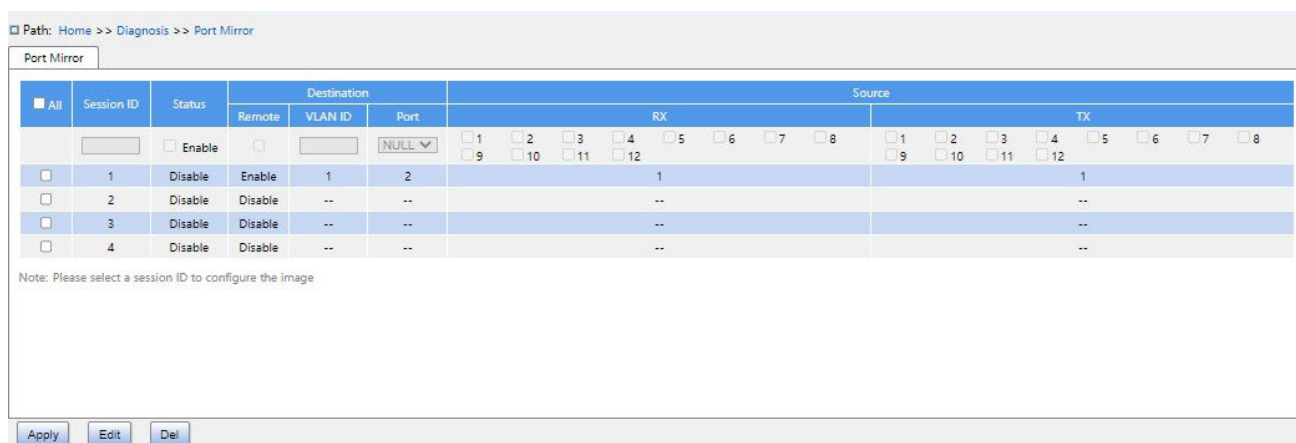 Path: Home >> Diagnosis >> Port Mirror
Port Mirror
All Session ID Status Destination Source
Remote VLAN ID Port RX TX
Enable NULL 1 2 3 4 5 6 7 8 1 2 3 4 5 6 7 8
9 10 11 12 9 10 11 12
1 Disable Enable 1 2 1 1
2 Disable Disable -- -- -- --
3 Disable Disable -- -- -- --
4 Disable Disable -- -- -- --
Note: Please select a session ID to configure the image
Apply Edit Del